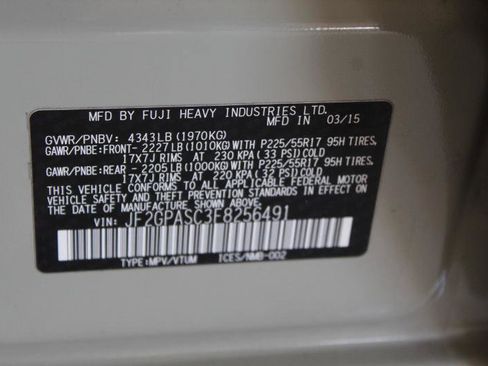 MFD BY FUJI HEAVY INDUSTRIES LTD.
MFD IN 03/15
GVWR/PNBV: 4343LB(1970KG)
GAWR/PNBE:FRONT- 2227LB(1010KG)WITH P225/55R17 95H TIRES,
17X7J RIMS AT 230 KPA(33 PSI)COLD
GAWR/PNBE:REAR - 2205LB(1000KG)WITH P225/55R17 95H TIRES,
17X7J RIMS AT 220 KPA(32 PSI)COLD
THIS VEHICLE CONFORMS TO ALL APPLICABLE FEDERAL MOTOR
VEHICLE SAFETY AND BUMPER STANDARDS IN EFFECT ON
THE DATE OF MANUFACTURE SHOWN ABOVE.
VIN: JF2GPASC3F8256491
TYPE:MPV/VTUM ICES/NMB-002